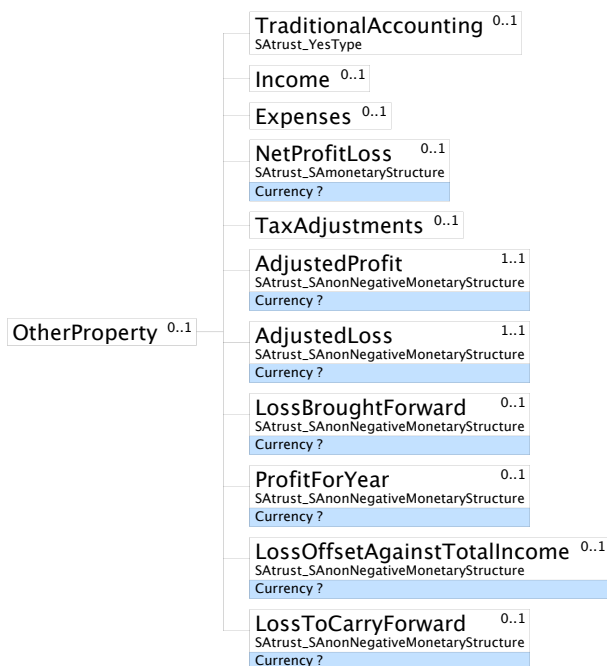 TraditionalAccounting 0..1
SAtrust_YesType
Income 0..1
Expenses 0..1
NetProfitLoss 0..1
SAtrust_SAmonetaryStructure
Currency ?
TaxAdjustments 0..1
AdjustedProfit 1..1
SAtrust_SAnonNegativeMonetaryStructure
Currency ?
OtherProperty 0..1
AdjustedLoss 1..1
SAtrust_SAnonNegativeMonetaryStructure
Currency ?
LossBroughtForward 0..1
SAtrust_SAnonNegativeMonetaryStructure
Currency ?
ProfitForYear 0..1
SAtrust_SAnonNegativeMonetaryStructure
Currency ?
LossOffsetAgainstTotalIncome 0..1
SAtrust_SAnonNegativeMonetaryStructure
Currency ?
LossToCarryForward 0..1
SAtrust_SAnonNegativeMonetaryStructure
Currency ?